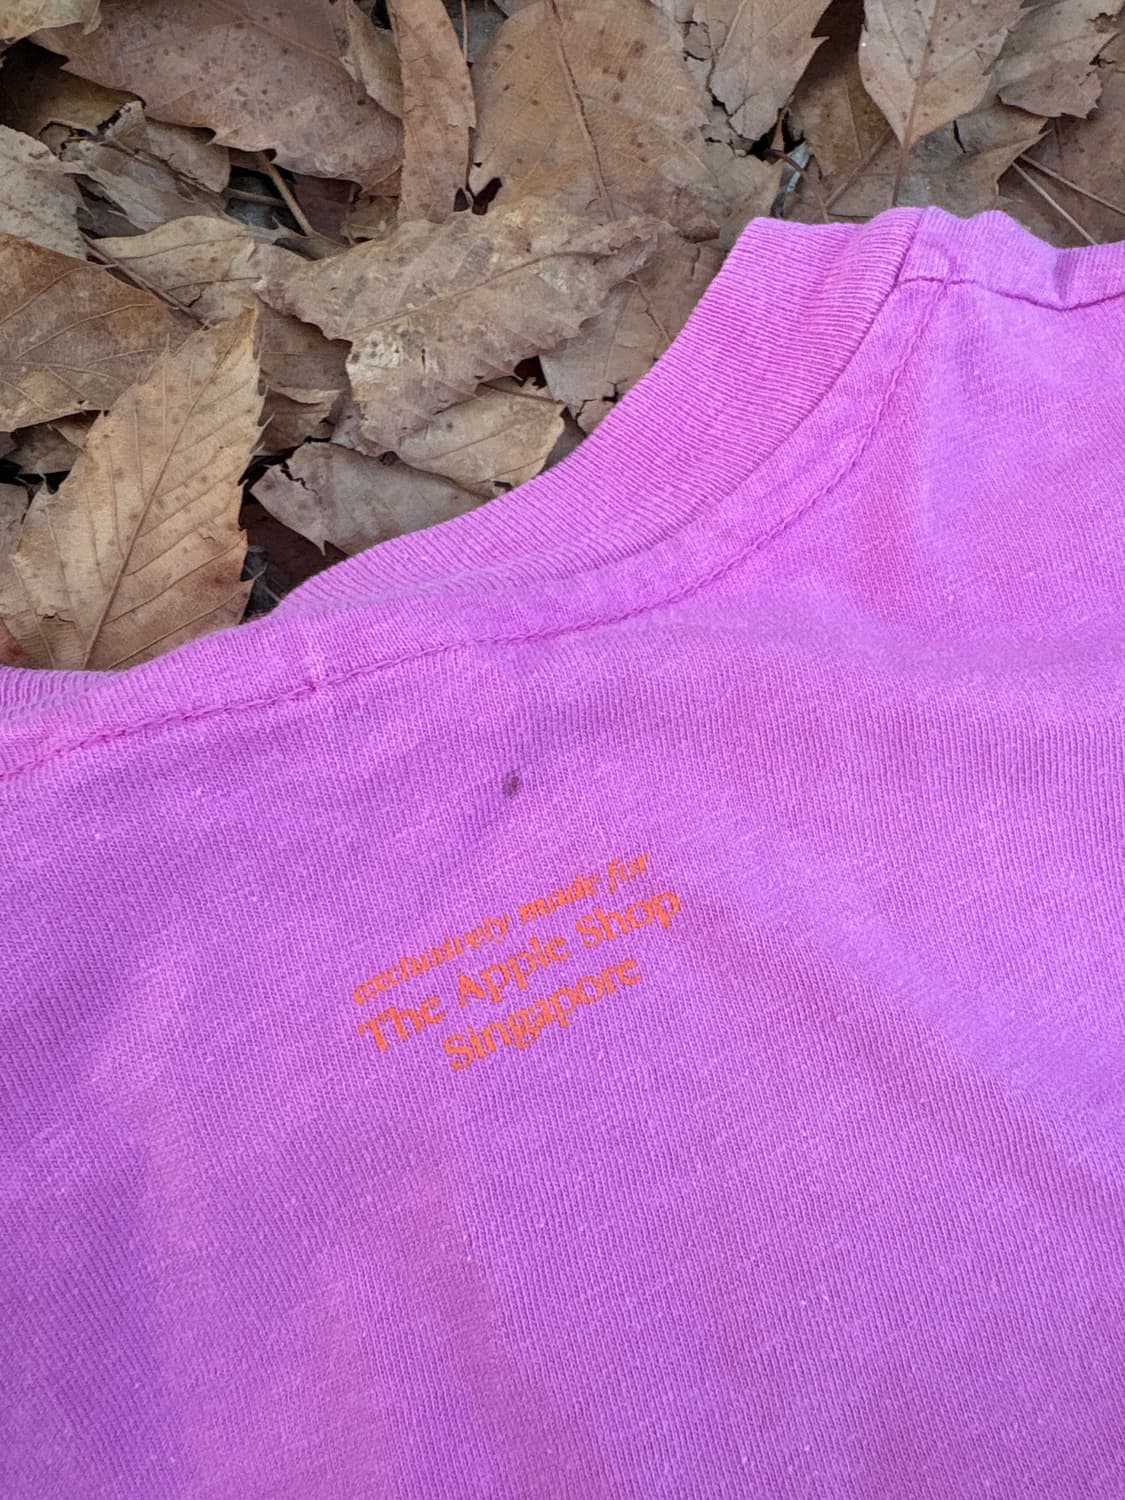 exclusively made for
The Apple Shop
Singapore